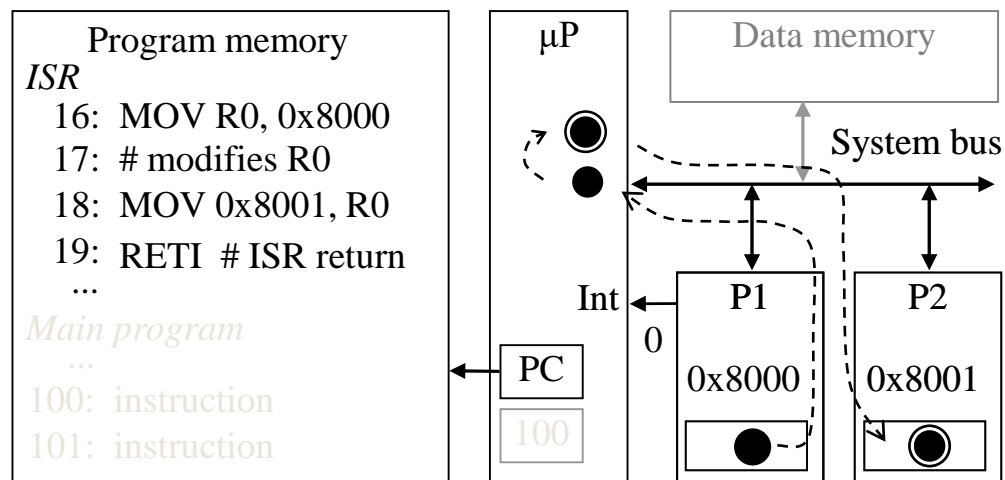 Program memory
ISR
16: MOV R0, 0x8000
17: # modifies R0
18: MOV 0x8001, R0
19: RETI # ISR return
...
Main program
...
100: instruction
101: instruction
μP
Int
PC
100
Data memory
System bus
0
P1
0x8000
P2
0x8001